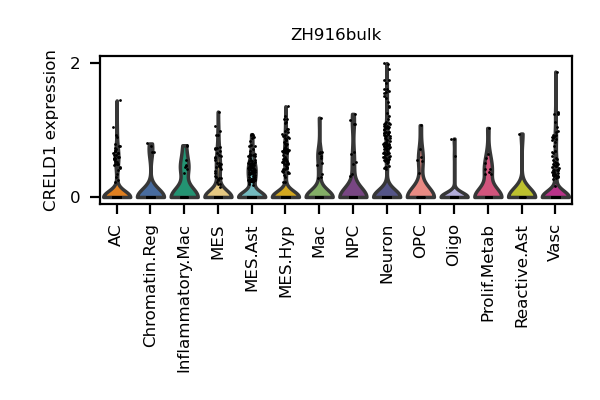 ZH916bulk
CRELD1 expression
2
0
AC
Chromatin.Reg
Inflammatory.Mac
MES
MES.Ast
MES.Hyp
Mac
NPC
Neuron
OPC
Oligo
Prolif.Metab
Reactive.Ast
Vasc